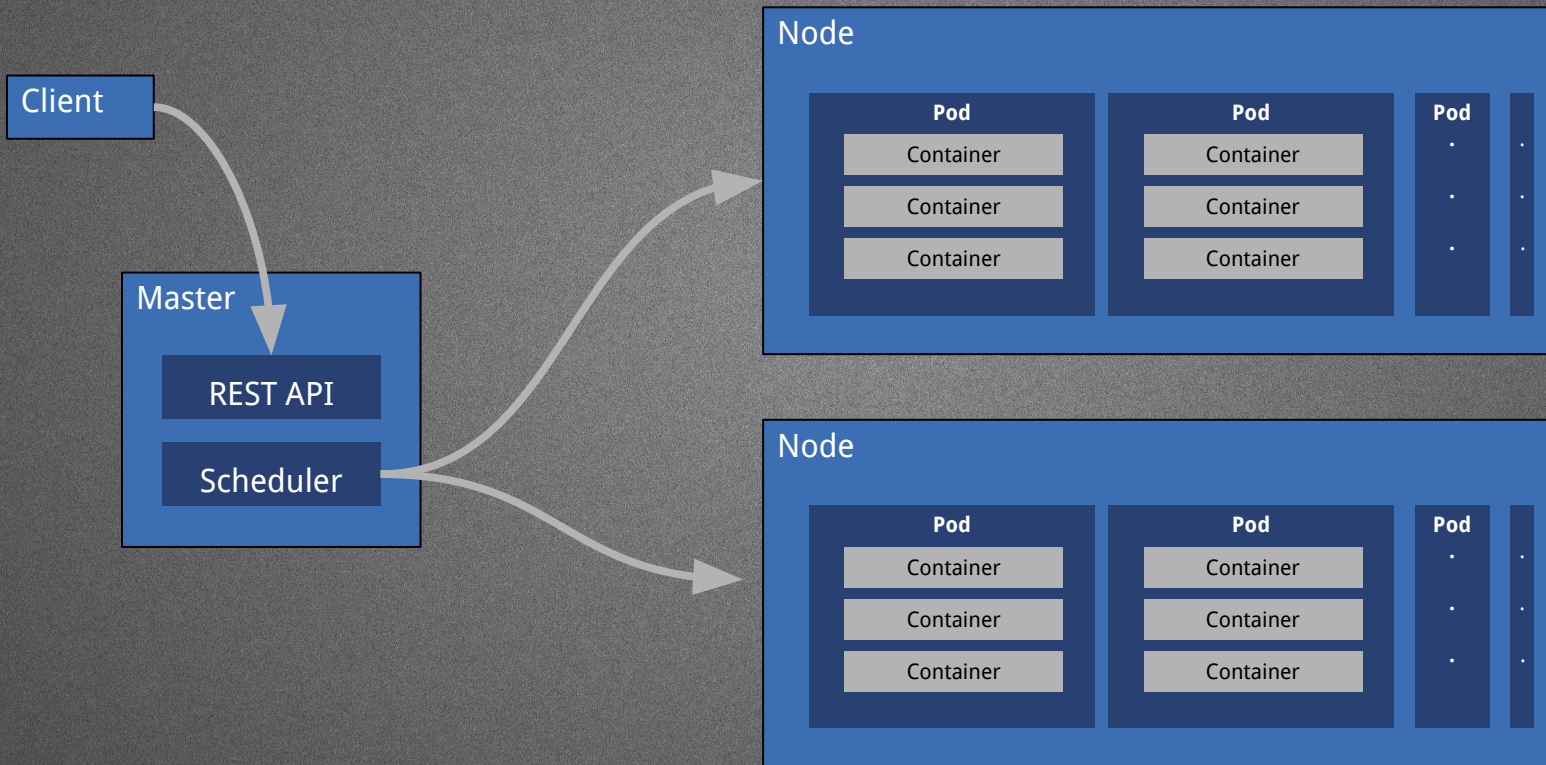 Client
Master
REST API
Scheduler
Node
Pod
Container
Container
Container
Pod
Container
Container
Container
Pod
.
.
.
.
.
.
Node
Pod
Container
Container
Container
Pod
Container
Container
Container
Pod
.
.
.
.
.
.